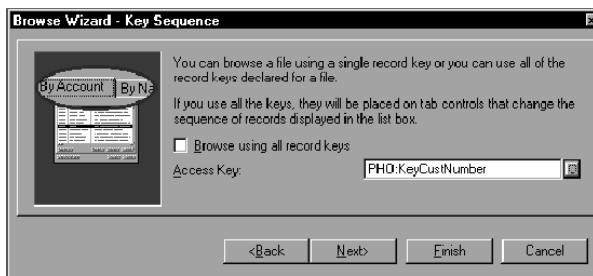 Browse Wizard - Key Sequence
By Account By Na
You can browse a file using a single record key or you can use all of the
record keys declared for a file.
If you use all the keys, they will be placed on tab controls that change the
sequence of records displayed in the list box.
Browse using all record keys
Access Key: PHO:KeyCustNumber
<Back Next> Finish Cancel